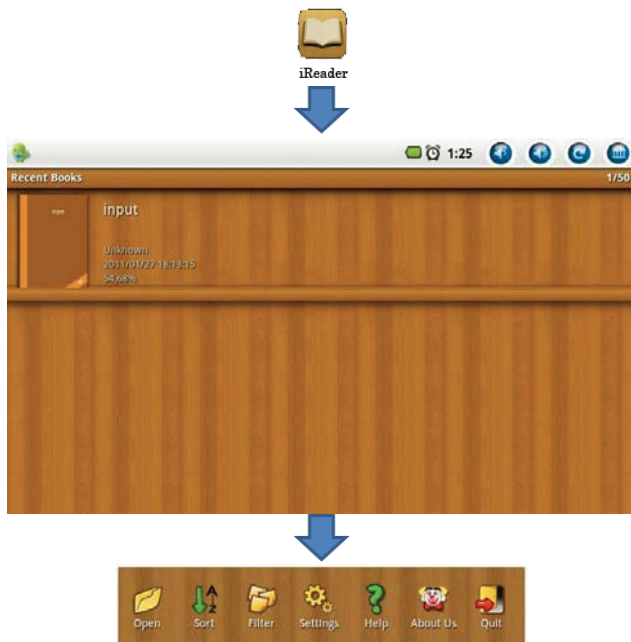 iReader
1:25
Recent Books 1/50
input
Unknown
2011/01/27 18:13:15
54,68%
Open Sort Filter Settings Help About Us Quit